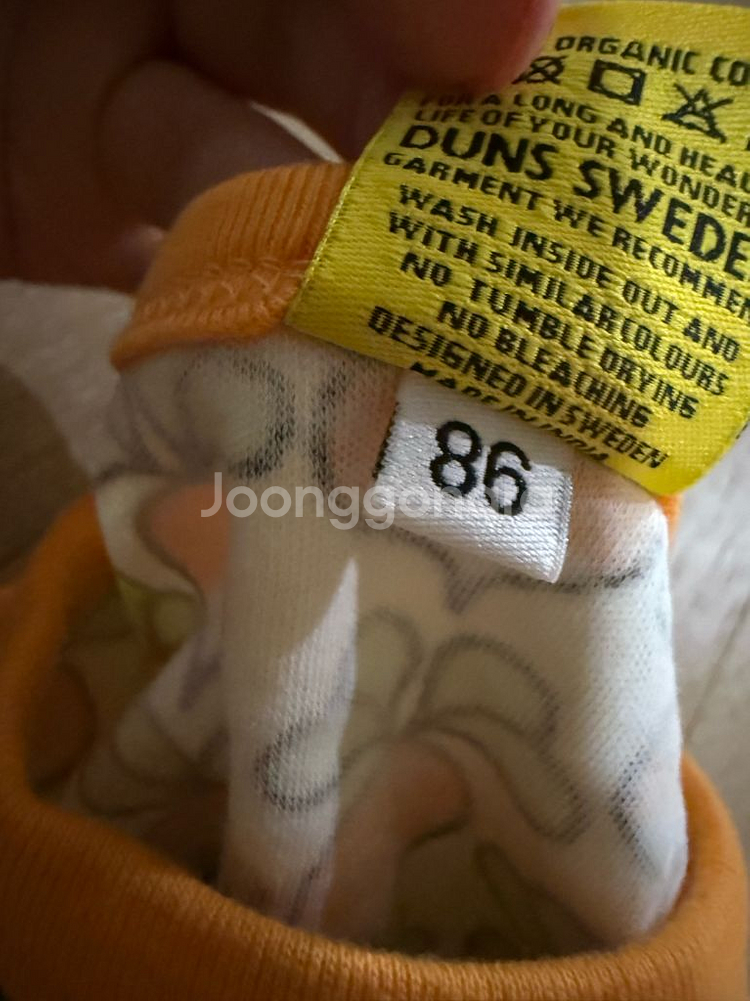 ORGANIC CO
FOR A LONG AND HEAL
LIFE OF YOUR WONDER
DUNS SWEDE
GARMENT WE RECOMMEN
WASH INSIDE OUT AND
WITH SIMILAR COLOURS
NO TUMBLE DRYING
NO BLEACHING
DESIGNED IN SWEDEN
MADE IN INDIA
86
Joonggonara